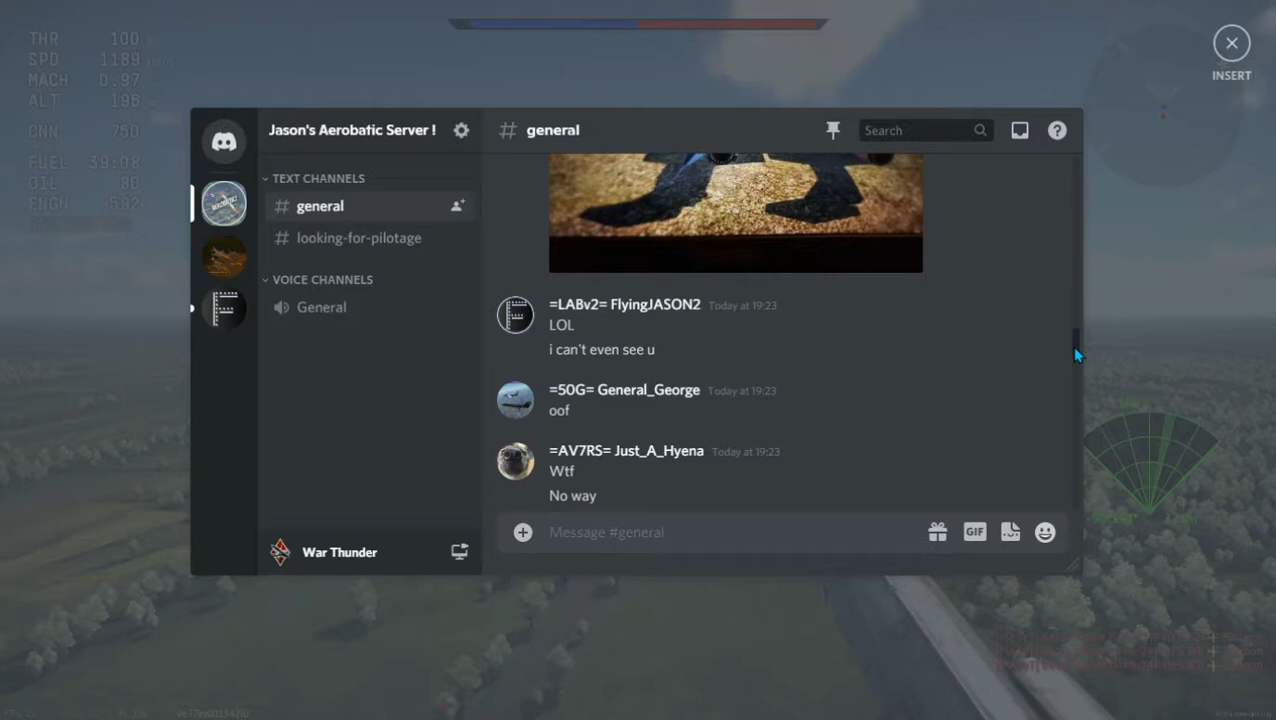 THR 100
SPD 1189
MACH 0.97
ALT 196
CNN 750
FUEL 39:08
OIL 80
ENGN
INSERT
Jason's Aerobatic Server !
# general
Search
TEXT CHANNELS
# general
# looking-for-pilotage
VOICE CHANNELS
General
War Thunder
=LABv2= FlyingJASON2 Today at 19:23
LOL
i can't even see u
=50G= General_George Today at 19:23
oof
=AV7RS= Just_A_Hyena Today at 19:23
Wtf
No way
Message #general
GIF